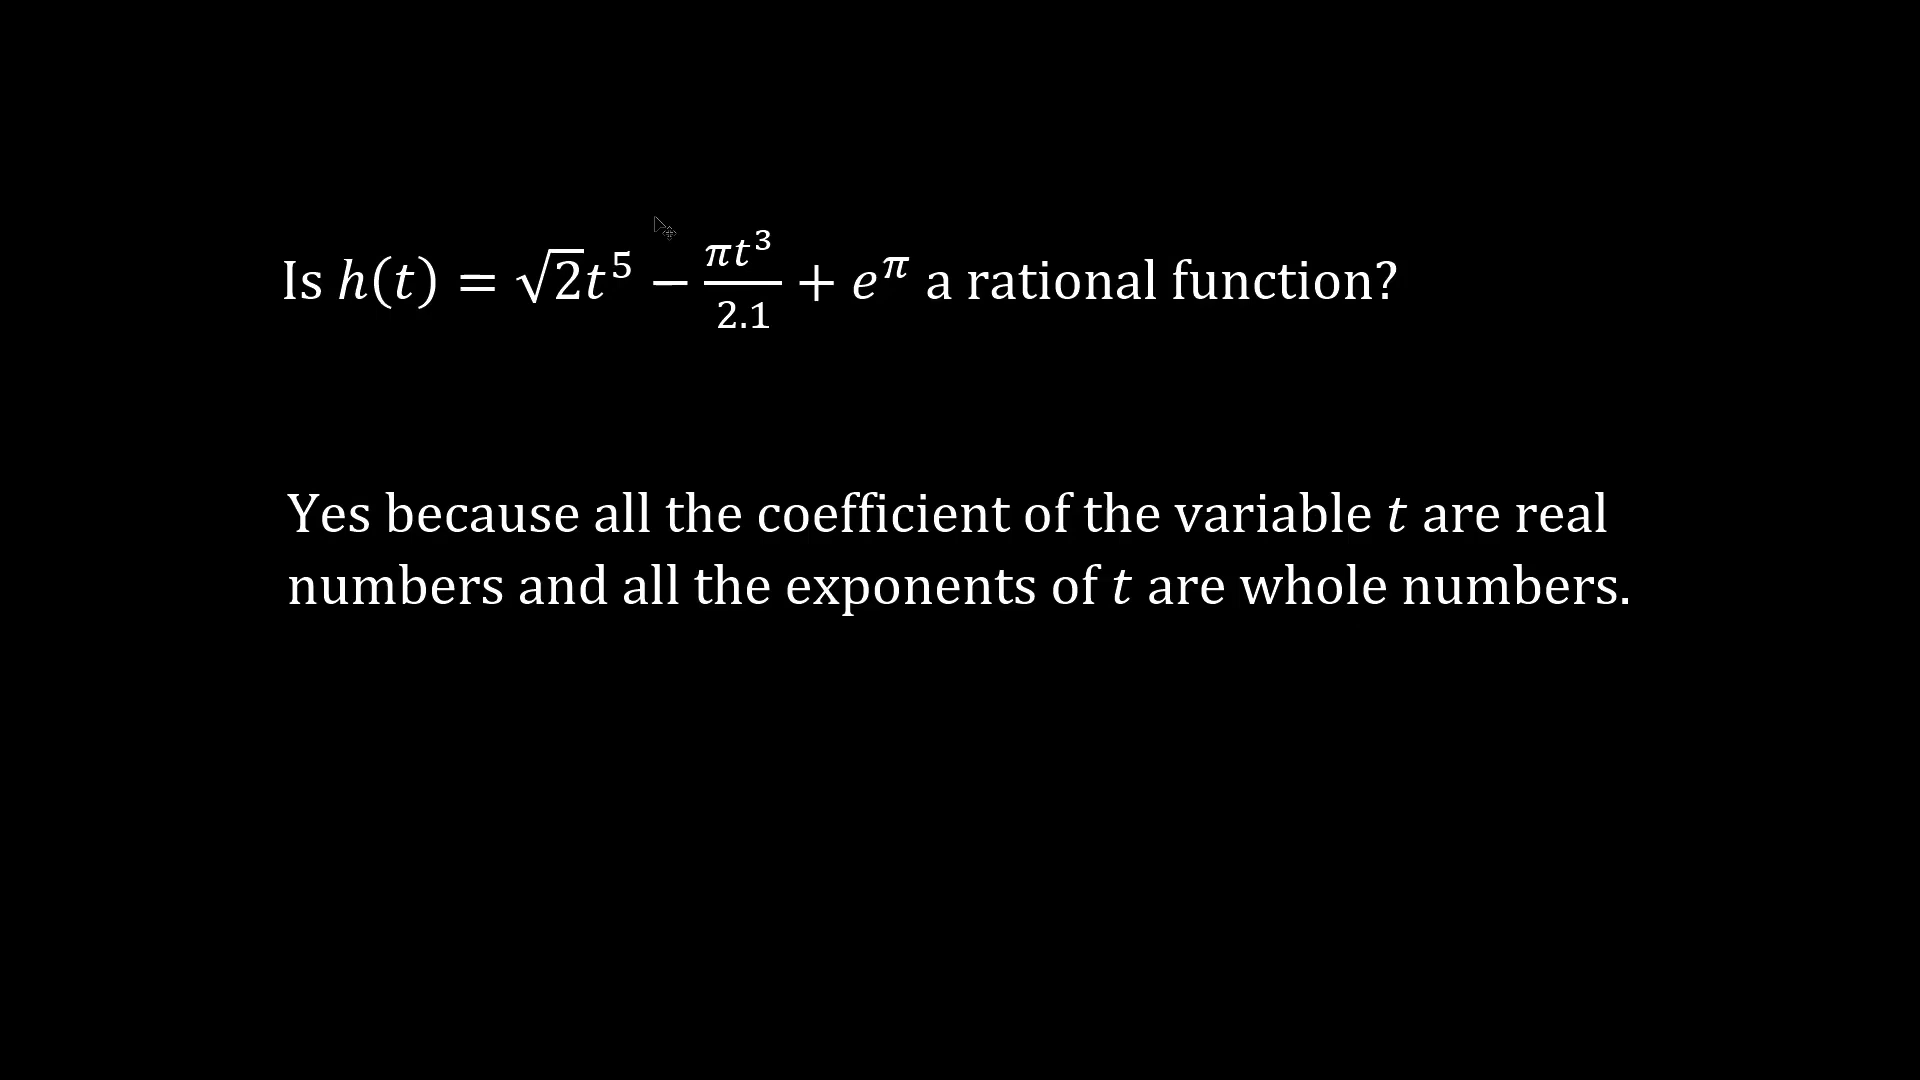 Is h(t) = √2t⁵ − πt³/2.1 + e^π a rational function?
Yes because all the coefficient of the variable t are real
numbers and all the exponents of t are whole numbers.